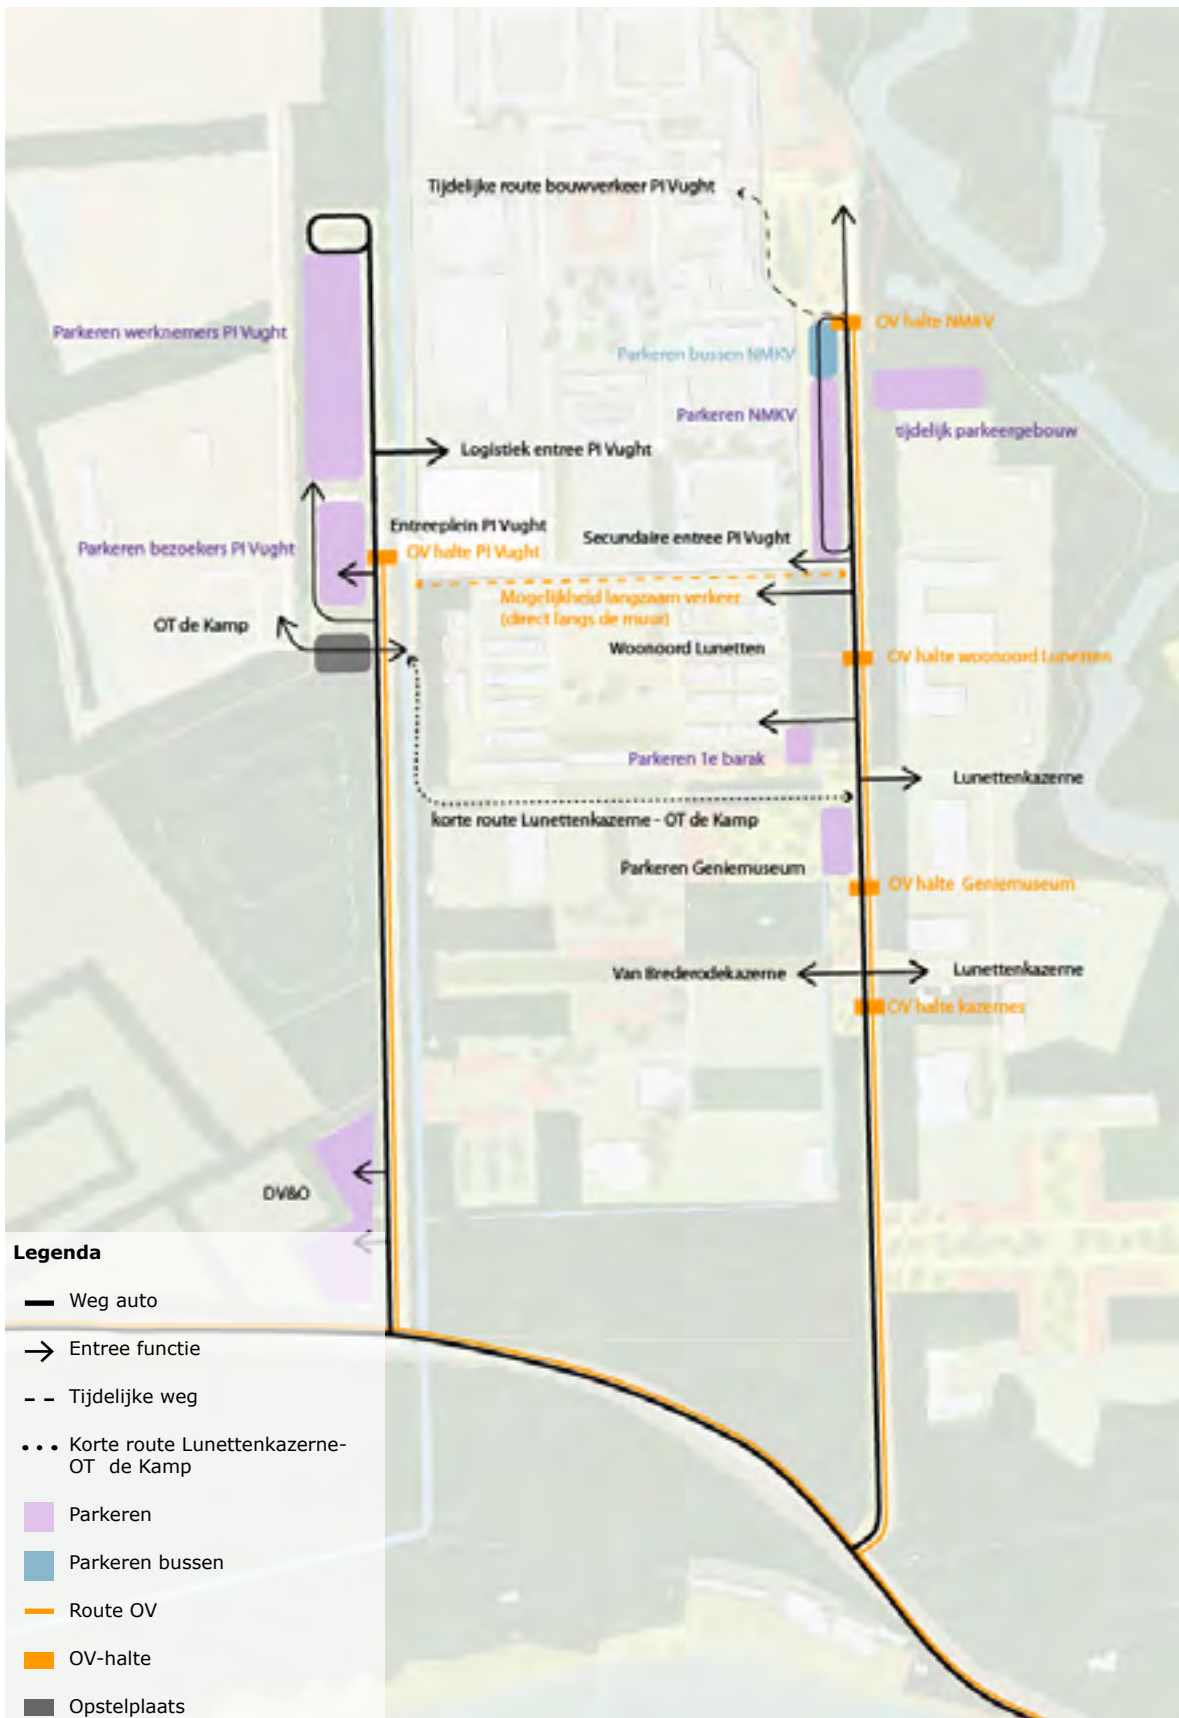 Tijdelijke route bouwverkeer PI Vught
OV halte NMKV
Parkeren werknemers PI Vught
Parkeren bussen NMKV
Parkeren NMKV
tijdelijk parkeergebouw
Logistiek entree PI Vught
Entreeplein PI Vught
OV halte PI Vught
Secundaire entree PI Vught
Parkeren bezoekers PI Vught
Mogelijkheid langzaam verkeer
(direct langs de muur)
OT de Kamp
Woonoord Lunetten
OV halte woonoord Lunetten
Parkeren 1e barak
Lunettenkazerne
korte route Lunettenkazerne - OT de Kamp
Parkeren Geniemuseum
OV halte Geniemuseum
Van Brederodekazerne
Lunettenkazerne
OV halte kazernes
DV&O
Legenda
Weg auto
Entree functie
Tijdelijke weg
Korte route Lunettenkazerne-
OT de Kamp
Parkeren
Parkeren bussen
Route OV
OV-halte
Opstelplaats